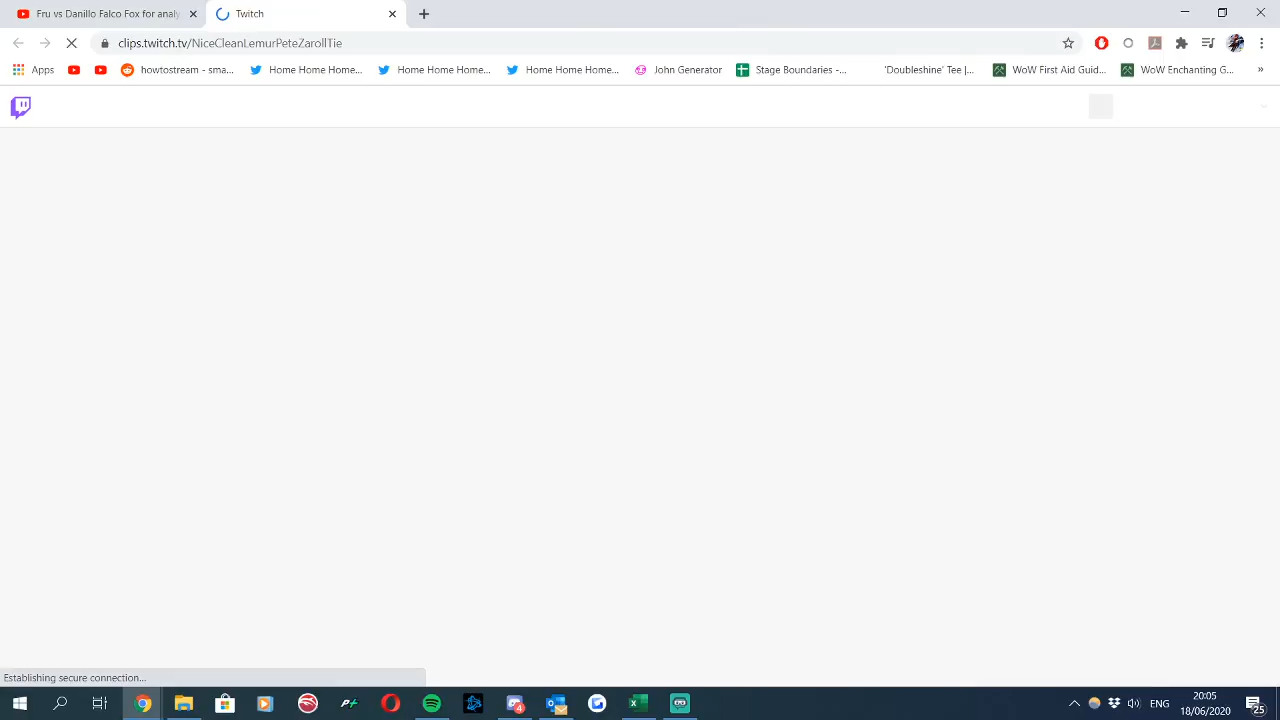 Fru vs Danillo Falco Fox for analy
Twitch
clips.twitch.tv/NiceCleanLemurPeteZarollTie
Apps
howtostream - sma...
Home Home Home...
Home Home Home...
Home Home Home...
John Generator
Stage Boundaries -...
'Doubleshine' Tee |...
WoW First Aid Guid...
WoW Enchanting G...
»
Establishing secure connection...
4
ENG
20:05
18/06/2020
25